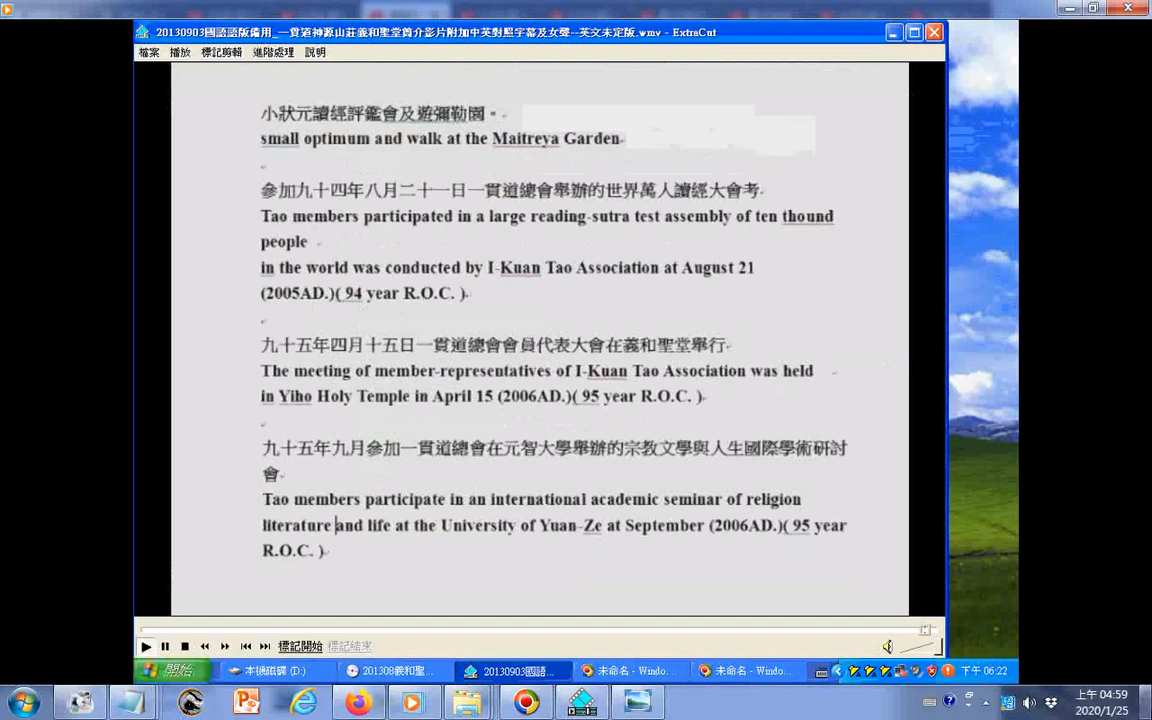 20130903國語語版備用_一貫道神源山莊義和聖堂簡介影片附加中英對照字幕及女聲--英文未定版.wmv - ExtraCut
檔案 播放 標記剪輯 進階處理 說明
小狀元讀經評鑑會及遊彌勒園。
small optimum and walk at the Maitreya Garden
參加九十四年八月二十一日一貫道總會舉辦的世界萬人讀經大會考
Tao members participated in a large reading-sutra test assembly of ten thound
people
in the world was conducted by I-Kuan Tao Association at August 21
(2005AD.)( 94 year R.O.C. )
九十五年四月十五日一貫道總會會員代表大會在義和聖堂舉行
The meeting of member-representatives of I-Kuan Tao Association was held
in Yiho Holy Temple in April 15 (2006AD.)( 95 year R.O.C. )
九十五年九月參加一貫道總會在元智大學舉辦的宗教文學與人生國際學術研討
會
Tao members participate in an international academic seminar of religion
literature and life at the University of Yuan-Ze at September (2006AD.)( 95 year
R.O.C. )
標記開始 標記結束
開始 本機磁碟 (D:) 201308義和聖... 20130903國語... 未命名 - Windo... 未命名 - Windo... 下午 06:22
上午 04:59
2020/1/25